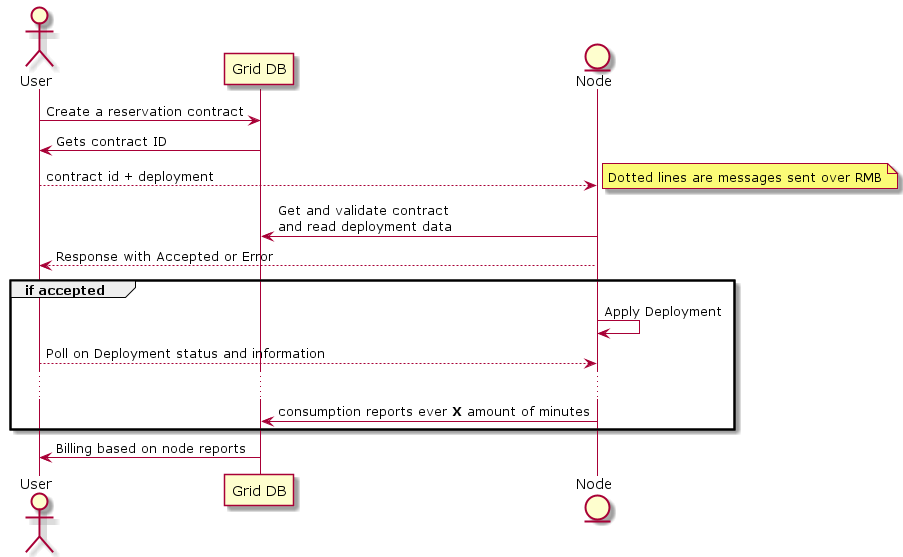 User
Grid DB
Node
Create a reservation contract
Gets contract ID
contract id + deployment
Dotted lines are messages sent over RMB
Get and validate contract
and read deployment data
Response with Accepted or Error
if accepted
Apply Deployment
Poll on Deployment status and information
consumption reports ever X amount of minutes
Billing based on node reports
User
Grid DB
Node